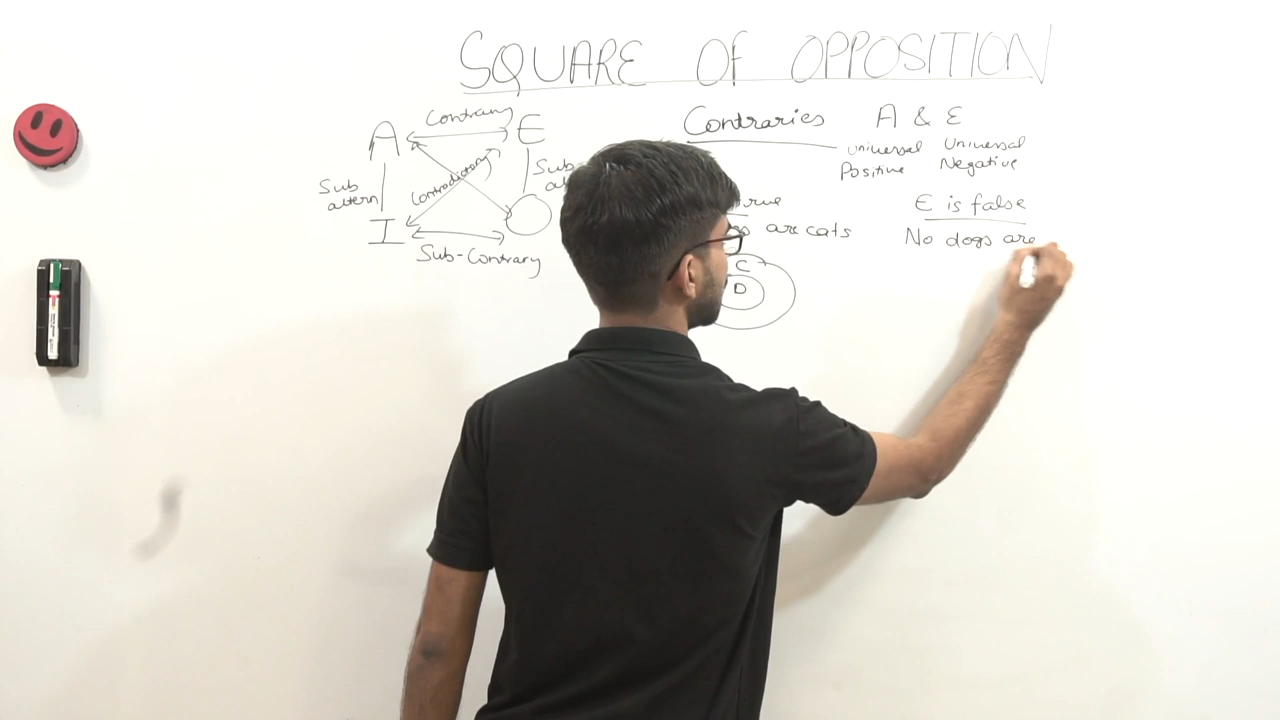 SQUARE OF OPPOSITION
A Contrary E
Sub altern
Contradictory
Sub
I
O
Sub-Contrary
Contraries A & E
universal Positive
Universal Negative
E is false
are cats
No dogs are
C
D